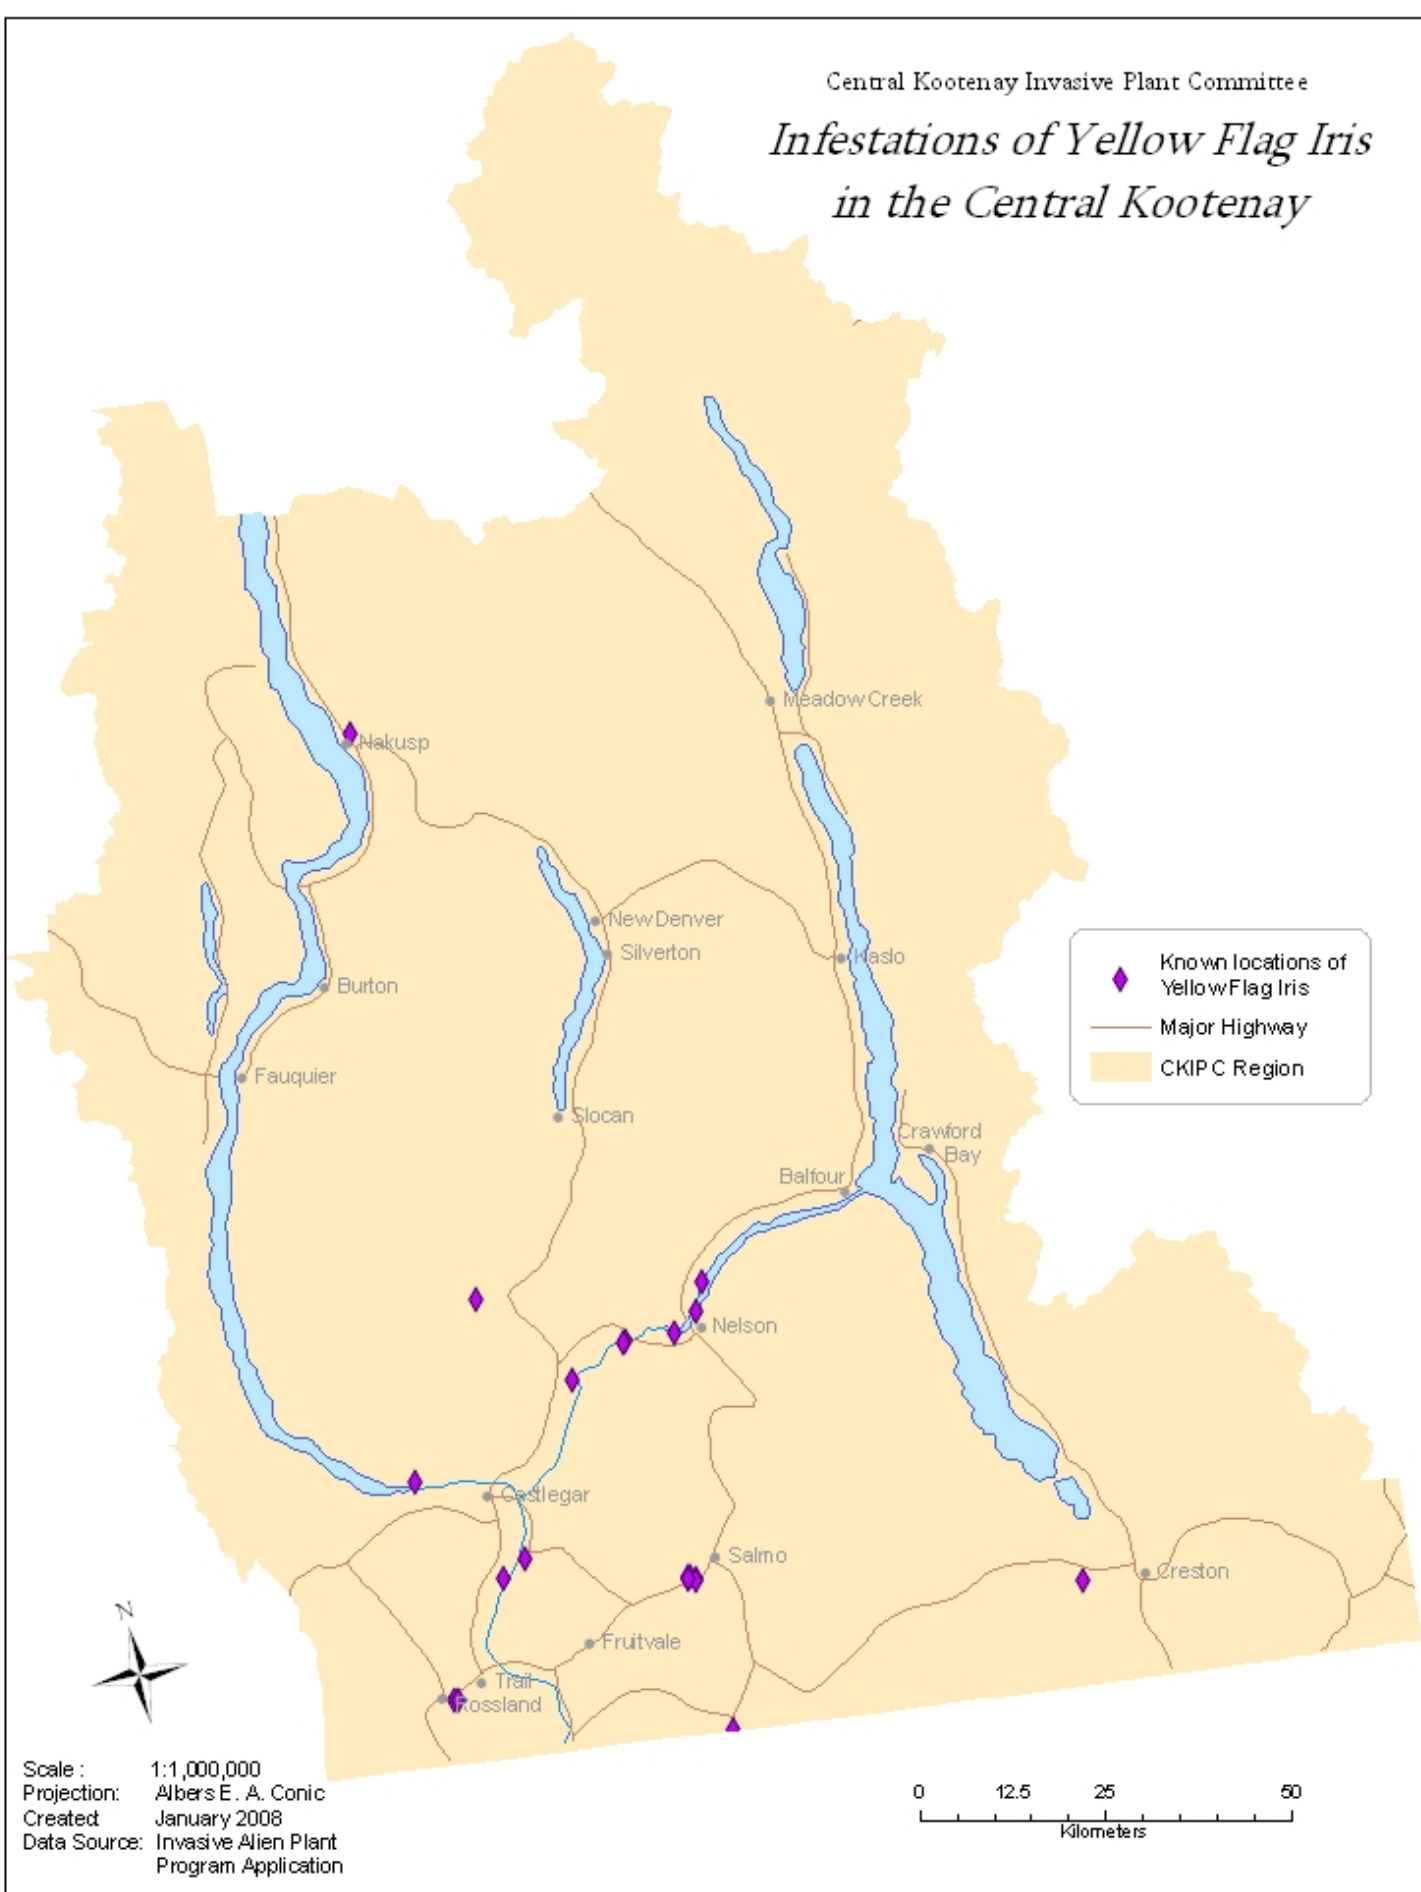 Central Kootenay Invasive Plant Committee
Infestations of Yellow Flag Iris
in the Central Kootenay
Meadow Creek
Nakusp
New Denver
Silverton
Kaslo
Burton
Fauquier
Slocan
Crawford
Bay
Balfour
Nelson
Castlegar
Salmo
Creston
Fruitvale
Trail
Rossland
Known locations of
Yellow Flag Iris
Major Highway
CKIPC Region
N
Scale : 1:1,000,000
Projection: Albers E. A. Conic
Created January 2008
Data Source: Invasive Alien Plant
Program Application
0 12.5 25 50
Kilometers